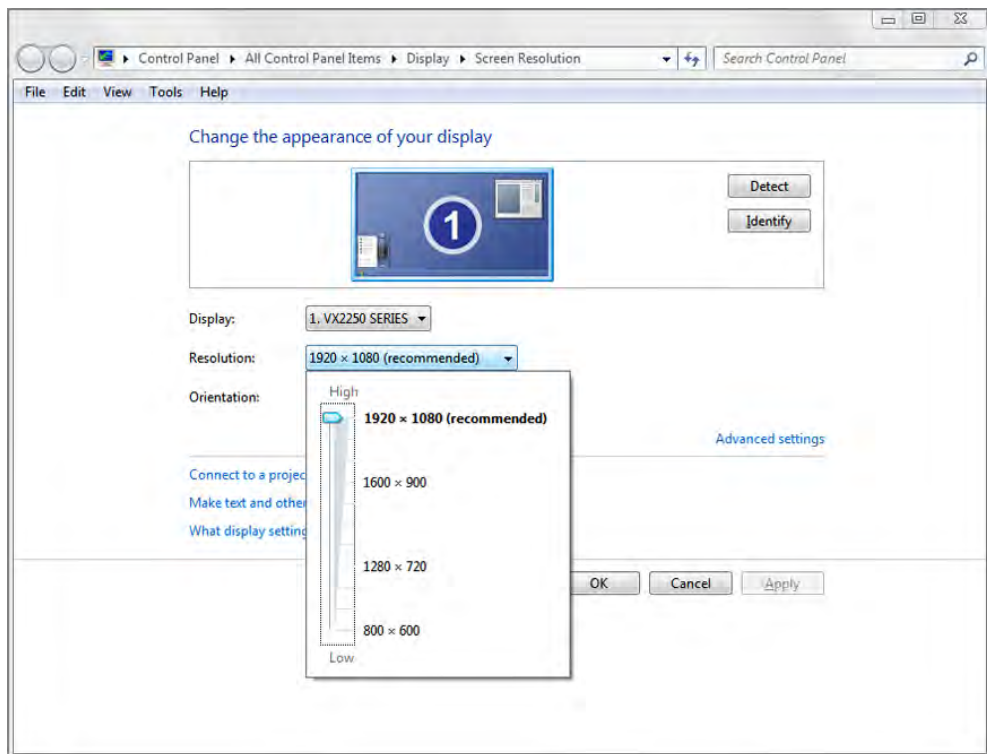 Control Panel ▸ All Control Panel Items ▸ Display ▸ Screen Resolution
Search Control Panel
File Edit View Tools Help
Change the appearance of your display
1
Detect
Identify
Display: 1. VX2250 SERIES
Resolution: 1920 × 1080 (recommended)
Orientation:
High
1920 × 1080 (recommended)
Advanced settings
Connect to a projec
1600 × 900
Make text and other
What display setting
1280 × 720
OK Cancel Apply
800 × 600
Low